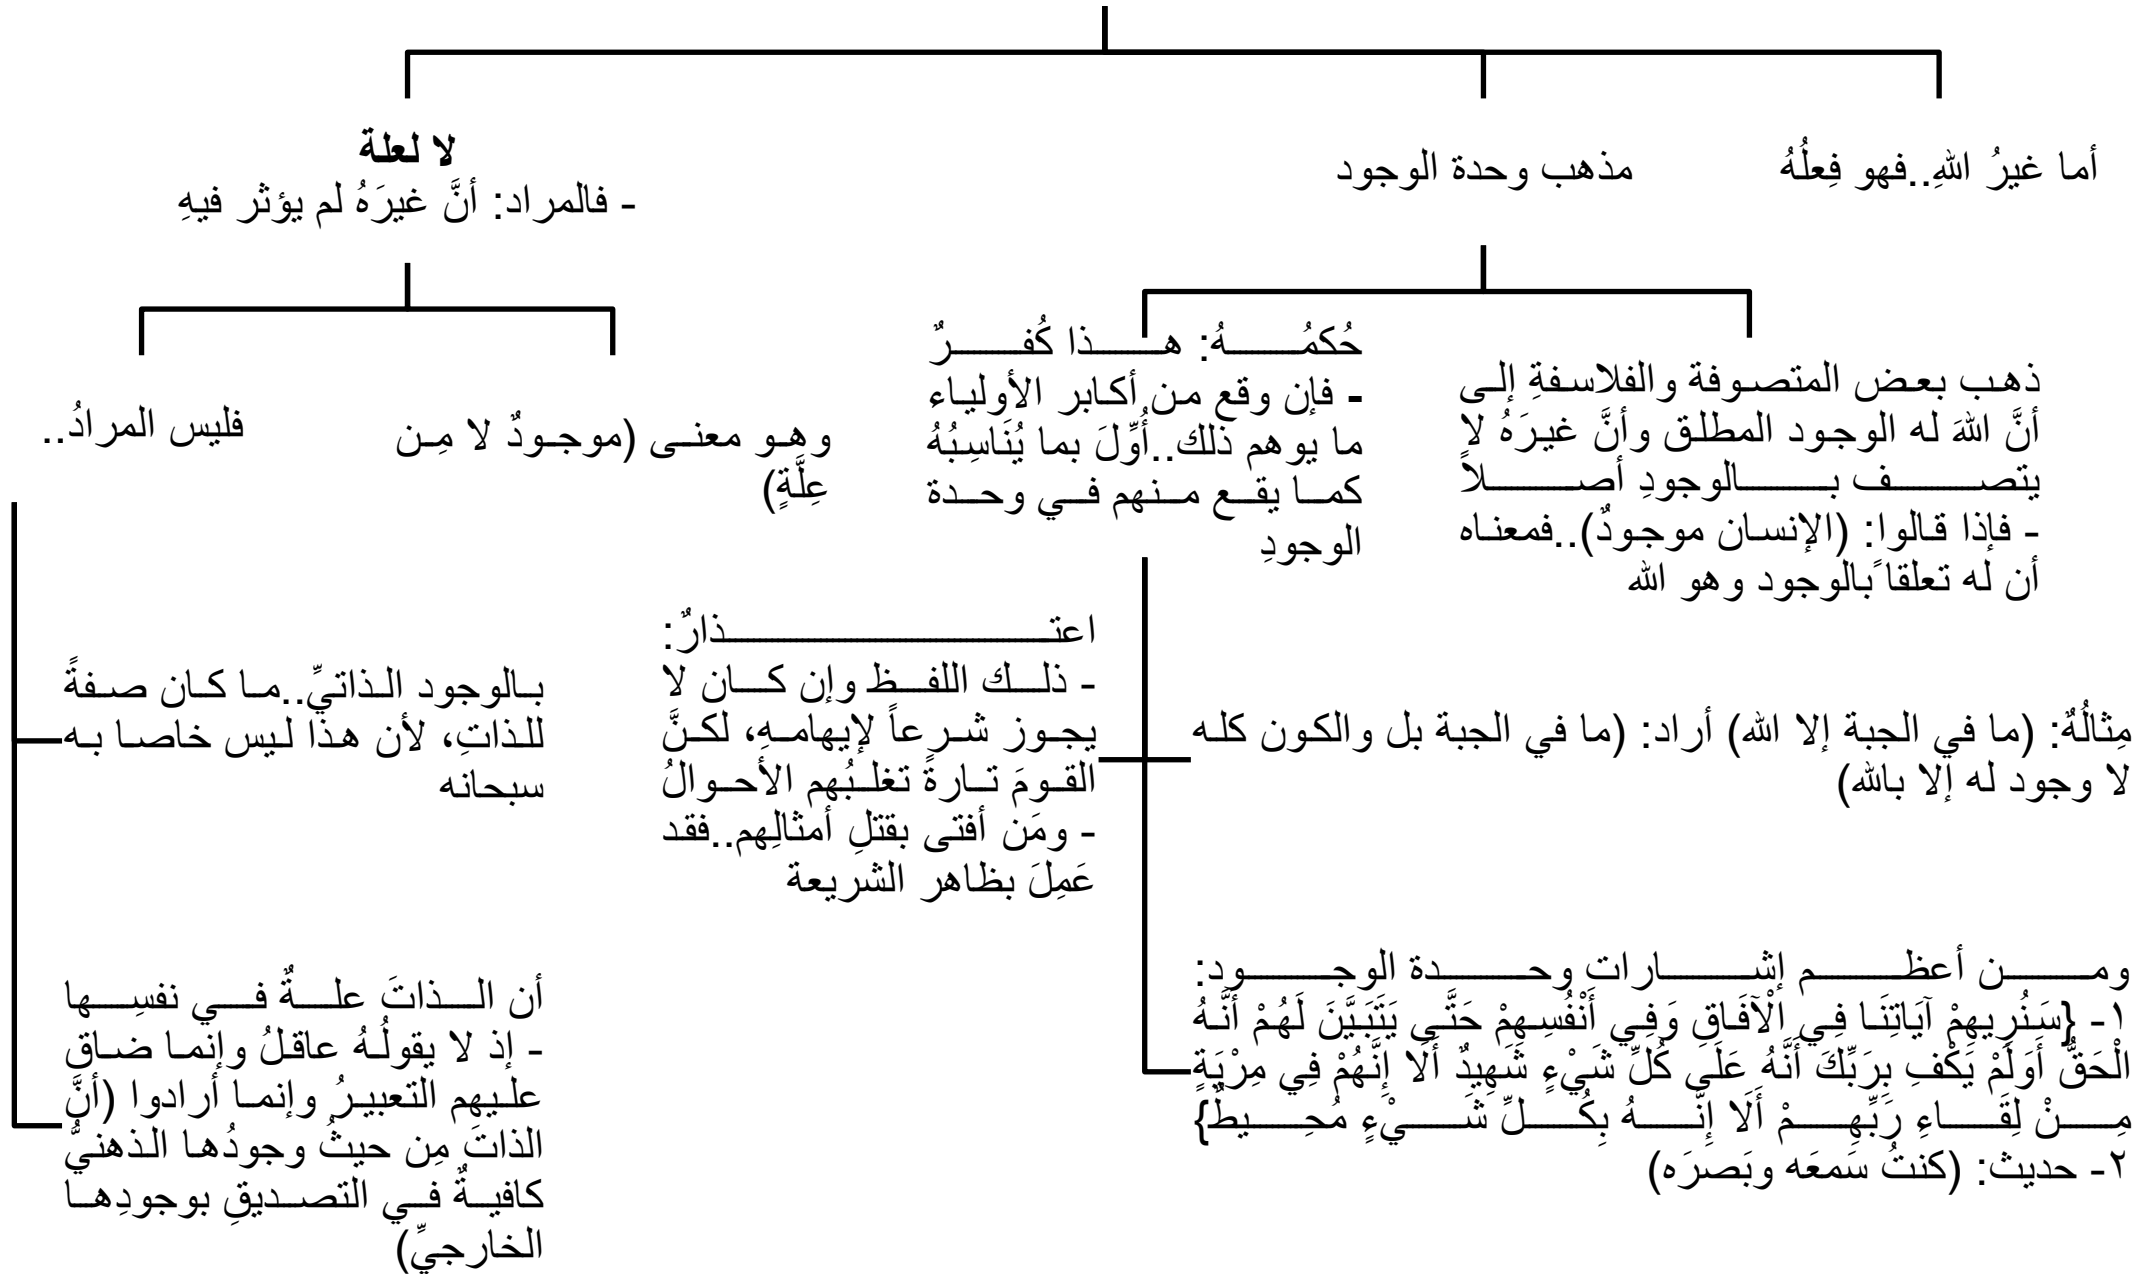 أما غيرُ اللهِ..فهو فِعلُهُ
مذهب وحدة الوجود
لا لعلة
- فالمراد: أنَّ غيرَهُ لم يؤثر فيهِ
ذهب بعض المتصوفة والفلاسفةِ إلى
أنَّ اللهَ له الوجود المطلق وأنَّ غيرَهُ لا
يتصف بالوجودِ أصلاً
- فإذا قالوا: (الإنسان موجودٌ)..فمعناه
أن له تعلقاً بالوجود وهو الله
حُكمُهُ: هذا كُفرٌ
- فإن وقع من أكابر الأولياء
ما يوهم ذلك..أُوِّلَ بما يُنَاسِبُهُ
كما يقع منهم في وحدة
الوجودِ
وهو معنى (موجودٌ لا مِن
عِلَّةٍ)
فليس المرادُ..
مِثالُهُ: (ما في الجبة إلا الله) أراد: (ما في الجبة بل والكون كله
لا وجود له إلا بالله)
اعتذارٌ:
- ذلك اللفظ وإن كان لا
يجوز شرعاً لإيهامهِ، لكنَّ
القومَ تارةً تغلبُهم الأحوالُ
- ومَن أفتى بقتلِ أمثالِهم..فقد
عَمِلَ بظاهر الشريعة
ومن أعظم إشارات وحدة الوجود:
١- {سَنُرِيهِمْ آيَاتِنَا فِي الْآفَاقِ وَفِي أَنْفُسِهِمْ حَتَّى يَتَبَيَّنَ لَهُمْ أَنَّهُ
الْحَقُّ أَوَلَمْ يَكْفِ بِرَبِّكَ أَنَّهُ عَلَى كُلِّ شَيْءٍ شَهِيدٌ أَلَا إِنَّهُمْ فِي مِرْيَةٍ
مِنْ لِقَاءِ رَبِّهِمْ أَلَا إِنَّهُ بِكُلِّ شَيْءٍ مُحِيطٌ}
٢- حديث: (كنتُ سَمعَه وبَصرَه)
بالوجود الذاتيِّ..ما كان صفةً
للذاتِ، لأن هذا ليس خاصا به
سبحانه
أن الذاتَ علةٌ في نفسِها
- إذ لا يقولُهُ عاقلُ وإنما ضاق
عليهم التعبيرُ وإنما أرادوا (أنَّ
الذاتَ مِن حيثُ وجودُها الذهنيُّ
كافيةٌ في التصديقِ بوجودِها
الخارجيِّ)